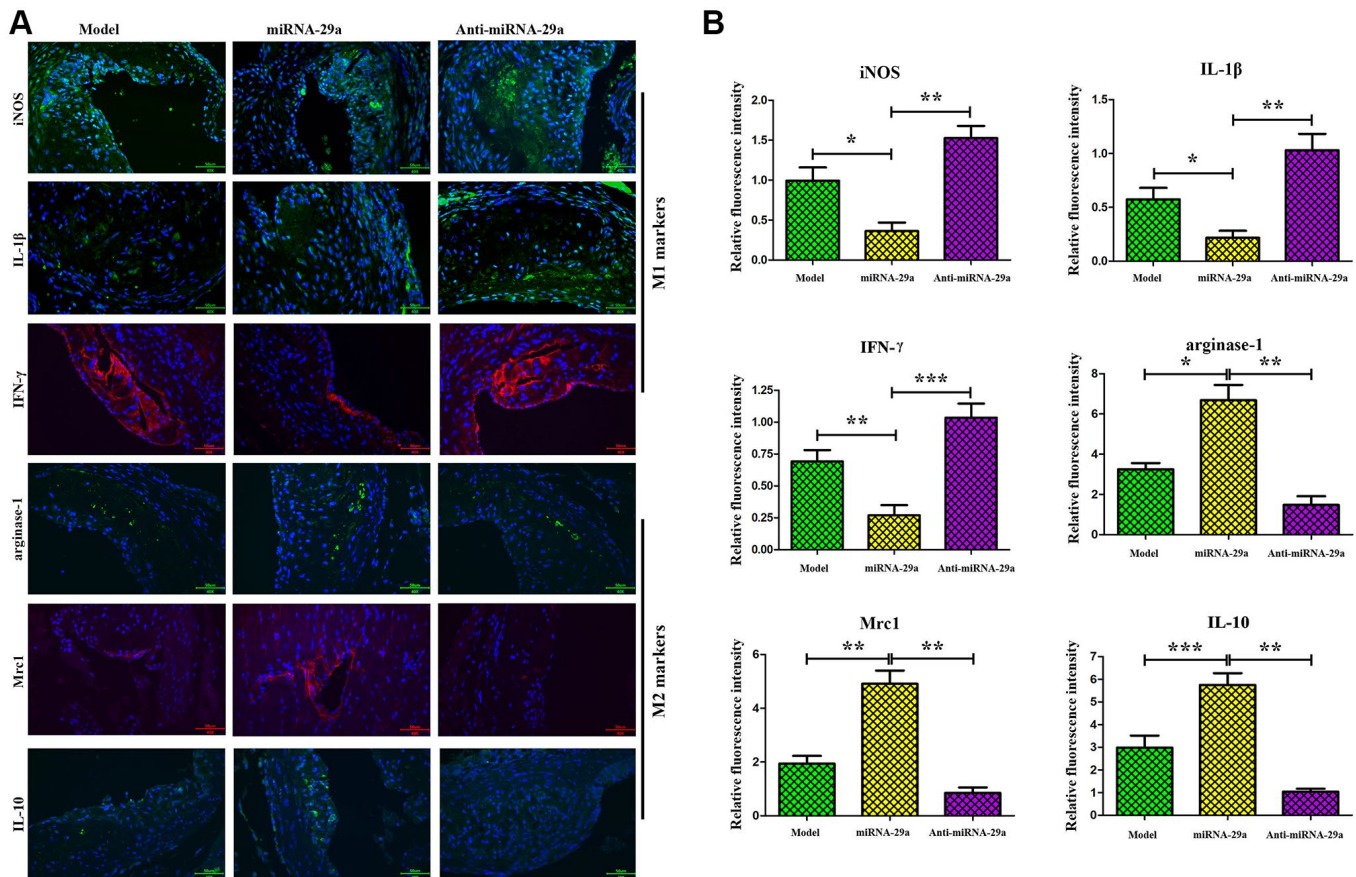 A
Model
miRNA-29a
Anti-miRNA-29a
iNOS
IL-1β
IFN-γ
arginase-1
Mrc1
IL-10
M1 markers
M2 markers
B
iNOS
Relative fluorescence intensity
2.0
1.5
1.0
0.5
0.0
*
**
Model
miRNA-29a
Anti-miRNA-29a
IL-1β
Relative fluorescence intensity
1.5
1.0
0.5
0.0
*
**
Model
miRNA-29a
Anti-miRNA-29a
IFN-γ
Relative fluorescence intensity
1.25
1.00
0.75
0.50
0.25
0.00
**
***
Model
miRNA-29a
Anti-miRNA-29a
arginase-1
Relative fluorescence intensity
8
6
4
2
0
*
**
Model
miRNA-29a
Anti-miRNA-29a
Mrc1
Relative fluorescence intensity
6
4
2
0
**
**
Model
miRNA-29a
Anti-miRNA-29a
IL-10
Relative fluorescence intensity
7
6
5
4
3
2
1
0
***
**
Model
miRNA-29a
Anti-miRNA-29a